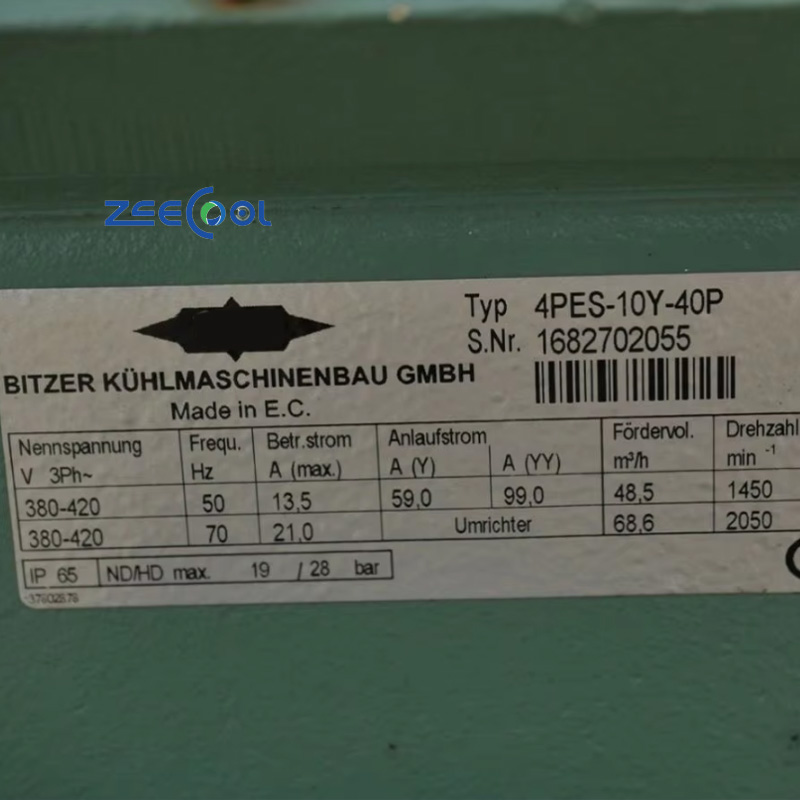 ZEECOOL
Typ 4PES-10Y-40P
S.Nr. 1682702055
BITZER KÜHLMASCHINENBAU GMBH
Made in E.C.
Nennspannung Frequ. Betr.strom Anlaufstrom Fördervol. Drehzahl
V 3Ph~ Hz A (max.) A (Y) A (YY) m³/h min -1
380-420 50 13,5 59,0 99,0 48,5 1450
380-420 70 21,0 Umrichter 68,6 2050
IP 65 ND/HD max. 19 / 28 bar